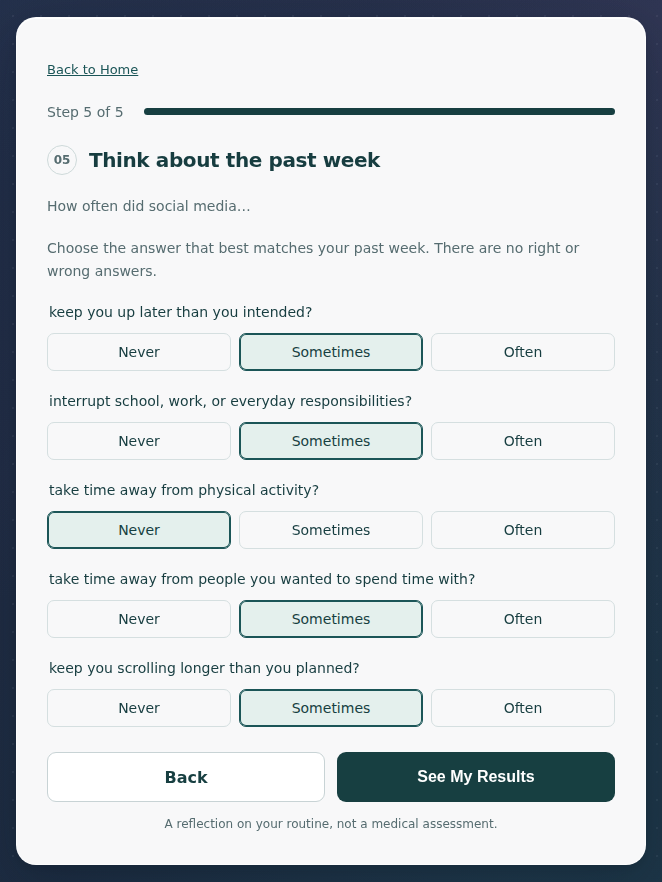 Back to Home
Step 5 of 5
05 Think about the past week
How often did social media...
Choose the answer that best matches your past week. There are no right or
wrong answers.
keep you up later than you intended?
Never Sometimes Often
interrupt school, work, or everyday responsibilities?
Never Sometimes Often
take time away from physical activity?
Never Sometimes Often
take time away from people you wanted to spend time with?
Never Sometimes Often
keep you scrolling longer than you planned?
Never Sometimes Often
Back See My Results
A reflection on your routine, not a medical assessment.